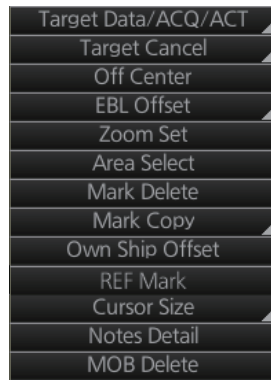 Target Data/ACQ/ACT
Target Cancel
Off Center
EBL Offset
Zoom Set
Area Select
Mark Delete
Mark Copy
Own Ship Offset
REF Mark
Cursor Size
Notes Detail
MOB Delete